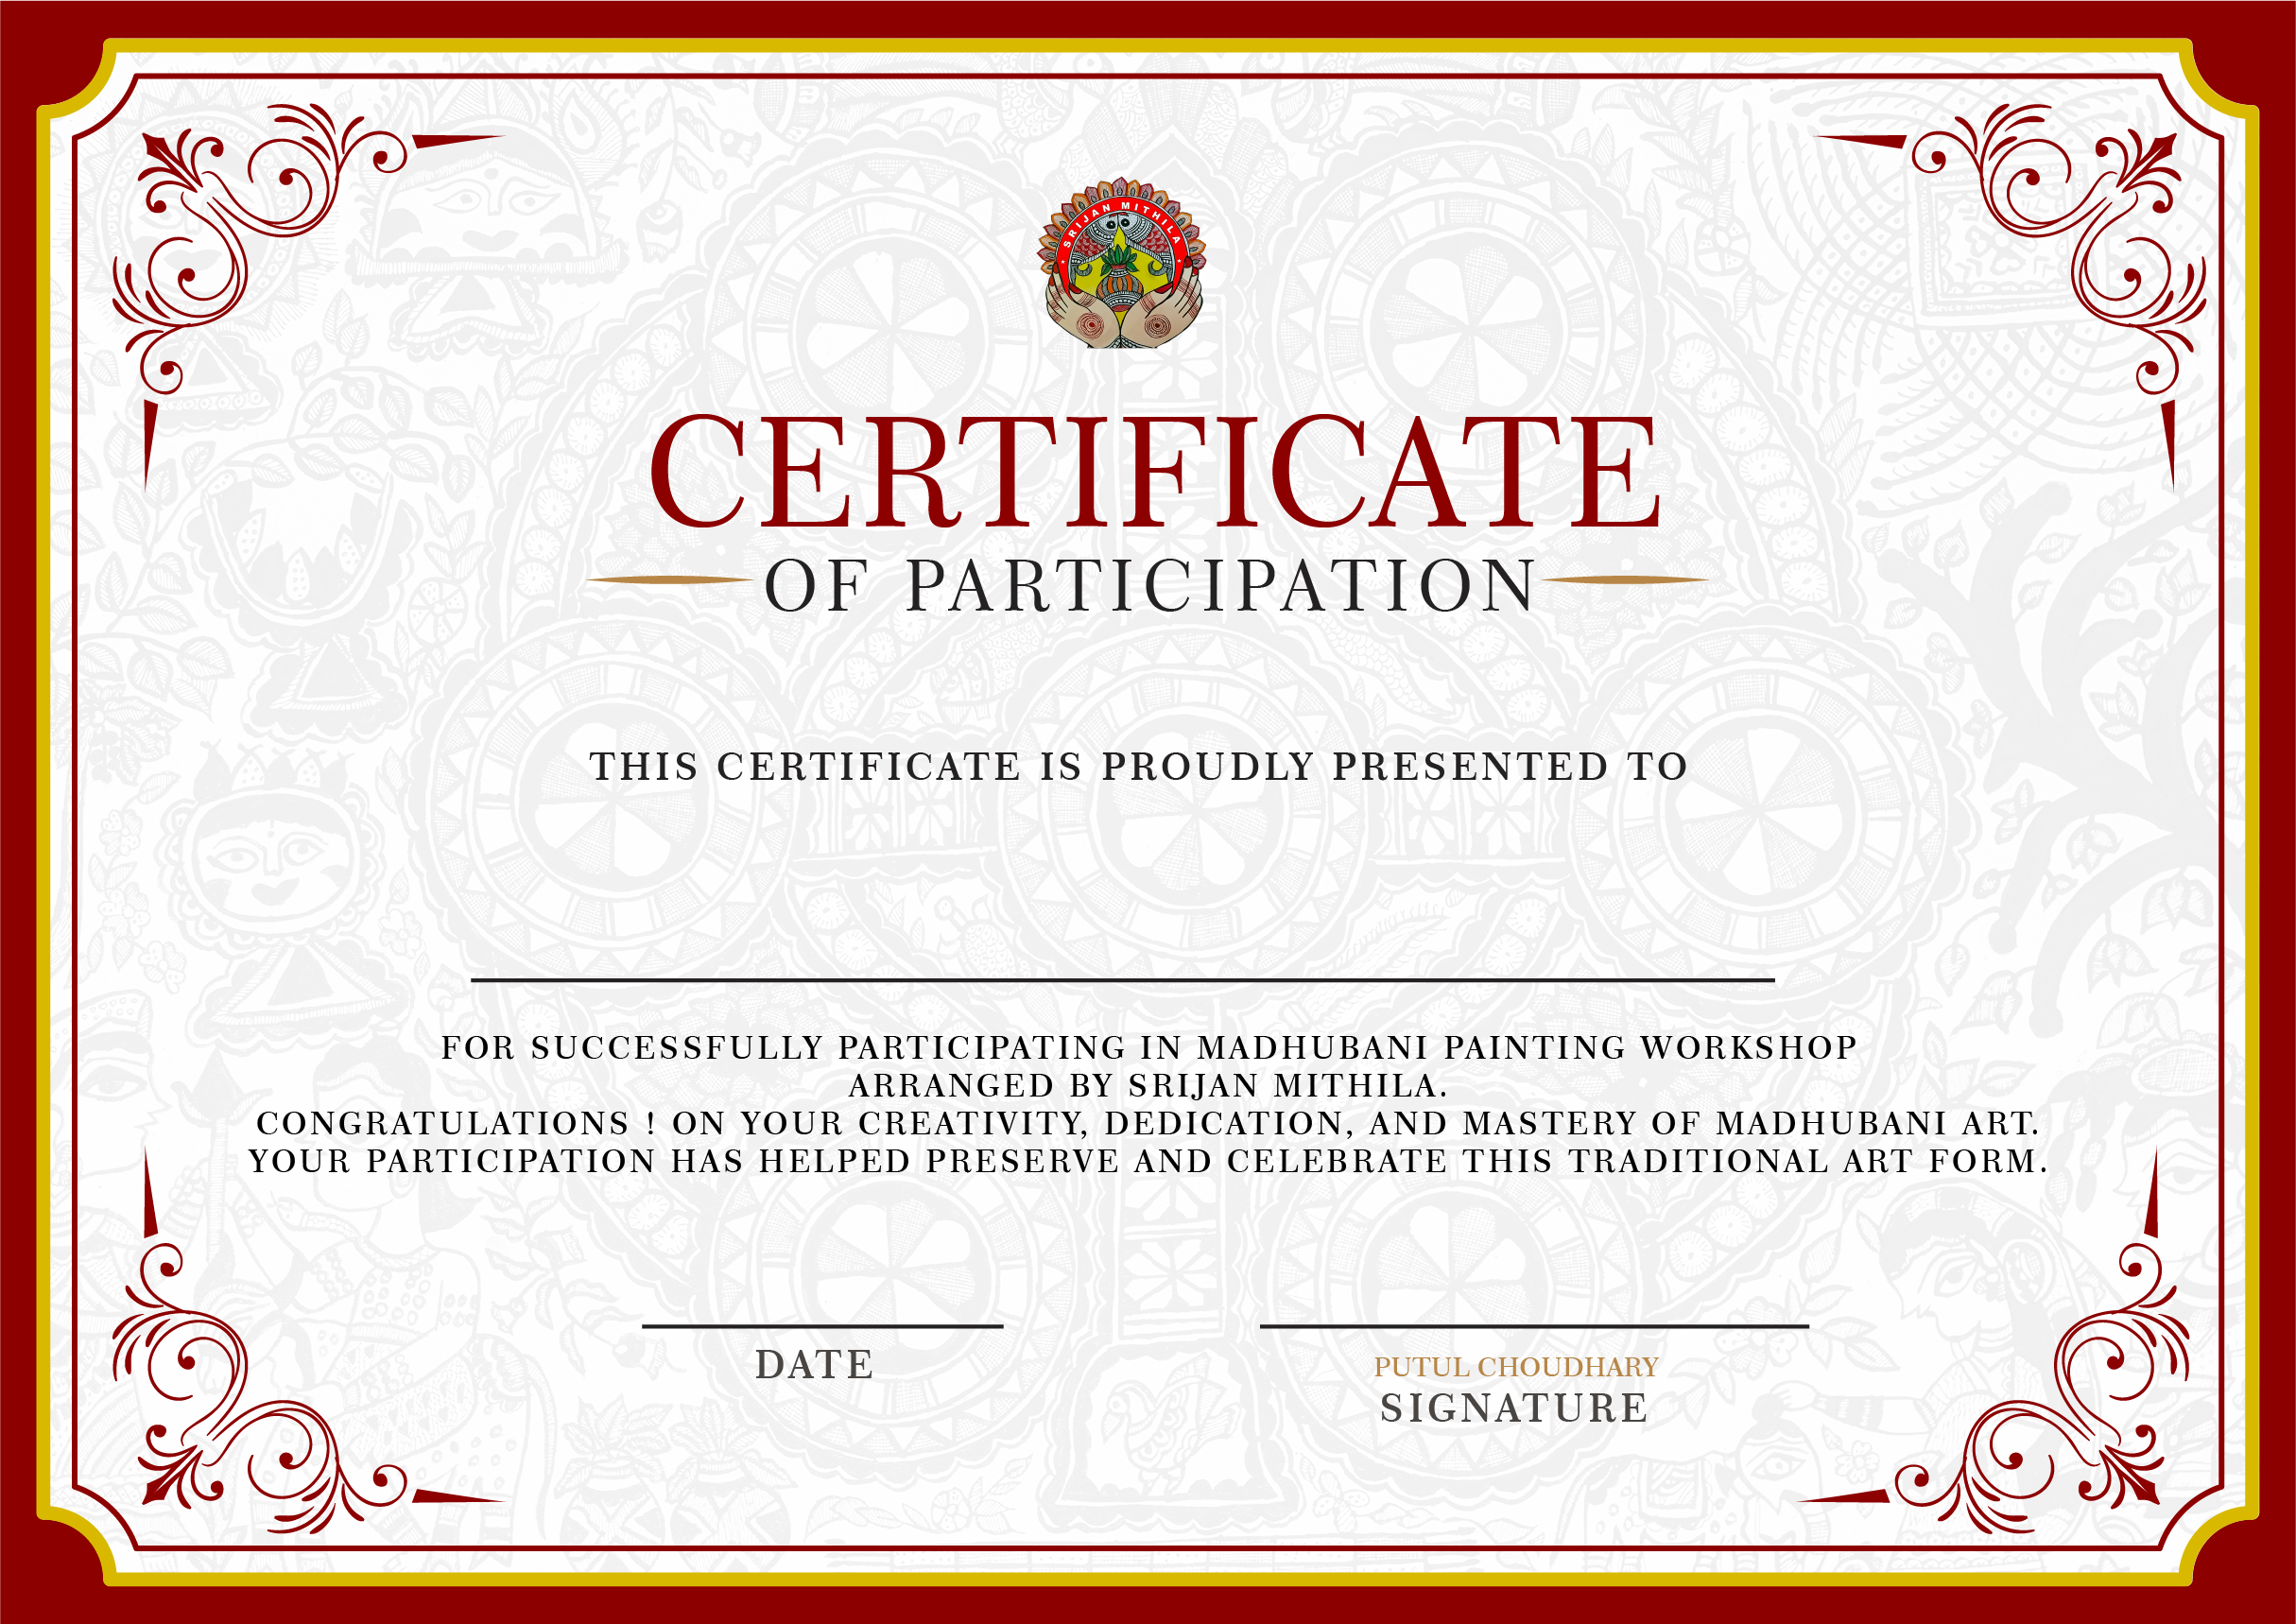 SRIJAN MITHILA
CERTIFICATE
OF PARTICIPATION
THIS CERTIFICATE IS PROUDLY PRESENTED TO
FOR SUCCESSFULLY PARTICIPATING IN MADHUBANI PAINTING WORKSHOP
ARRANGED BY SRIJAN MITHILA.
CONGRATULATIONS ! ON YOUR CREATIVITY, DEDICATION, AND MASTERY OF MADHUBANI ART.
YOUR PARTICIPATION HAS HELPED PRESERVE AND CELEBRATE THIS TRADITIONAL ART FORM.
DATE
PUTUL CHOUDHARY
SIGNATURE